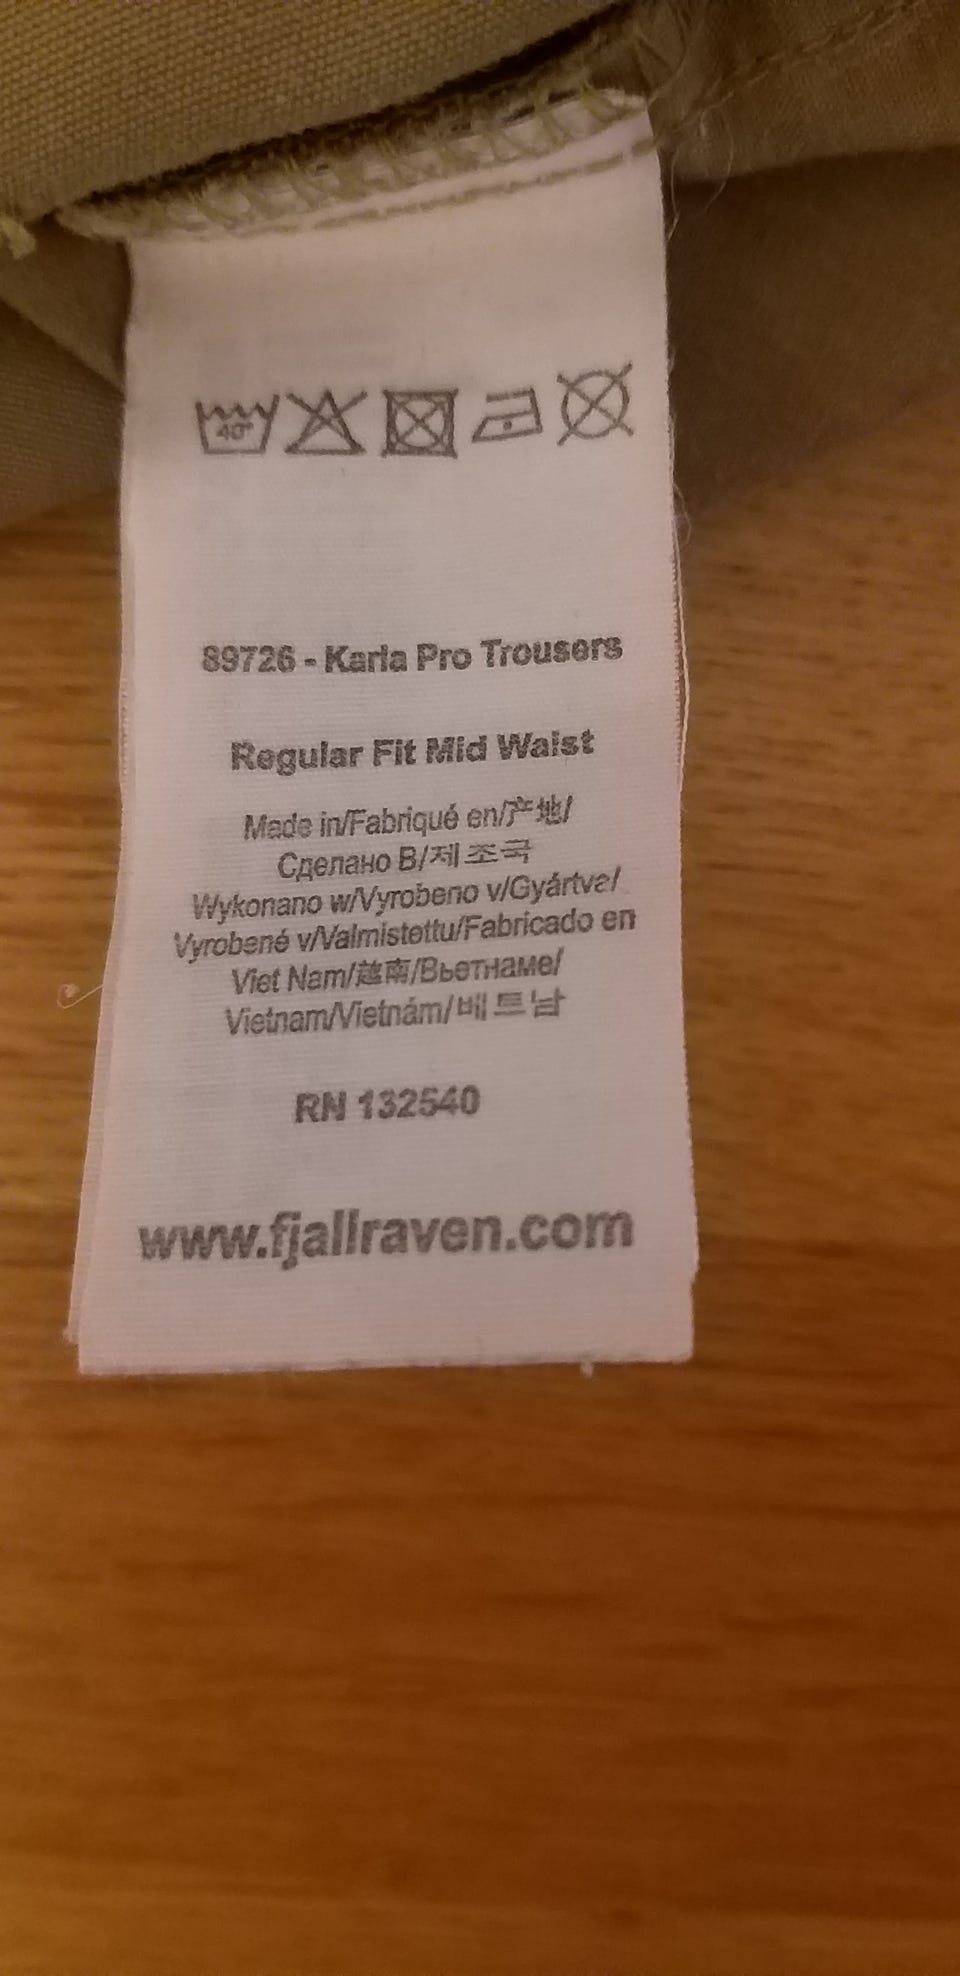 40°
89726 - Karla Pro Trousers
Regular Fit Mid Waist
Made in/Fabriqué en/产地/
Сделано В/제조국
Wykonano w/Vyrobeno v/Gyártva/
Vyrobené v/Valmistettu/Fabricado en
Viet Nam/越南/Вьетнаме/
Vietnam/Vietnám/베트남
RN 132540
www.fjallraven.com